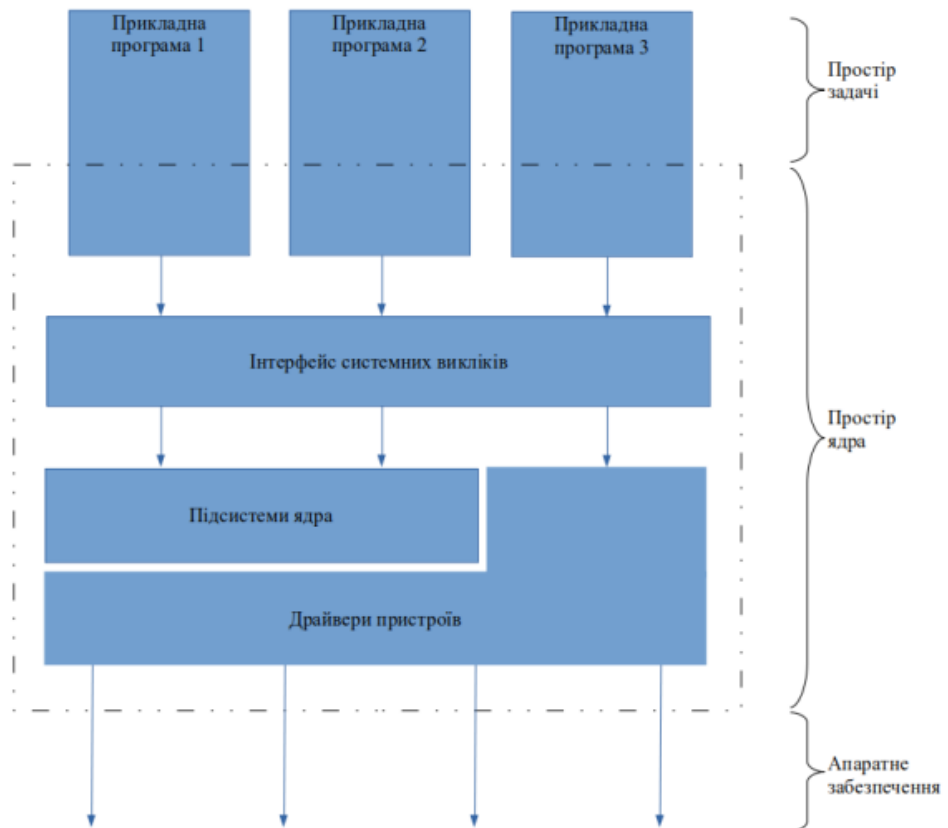 Прикладна
програма 1
Прикладна
програма 2
Прикладна
програма 3
Простір
задачі
Інтерфейс системних викліків
Простір
ядра
Підсистеми ядра
Драйвери пристроїв
Апаратне
забезпечення